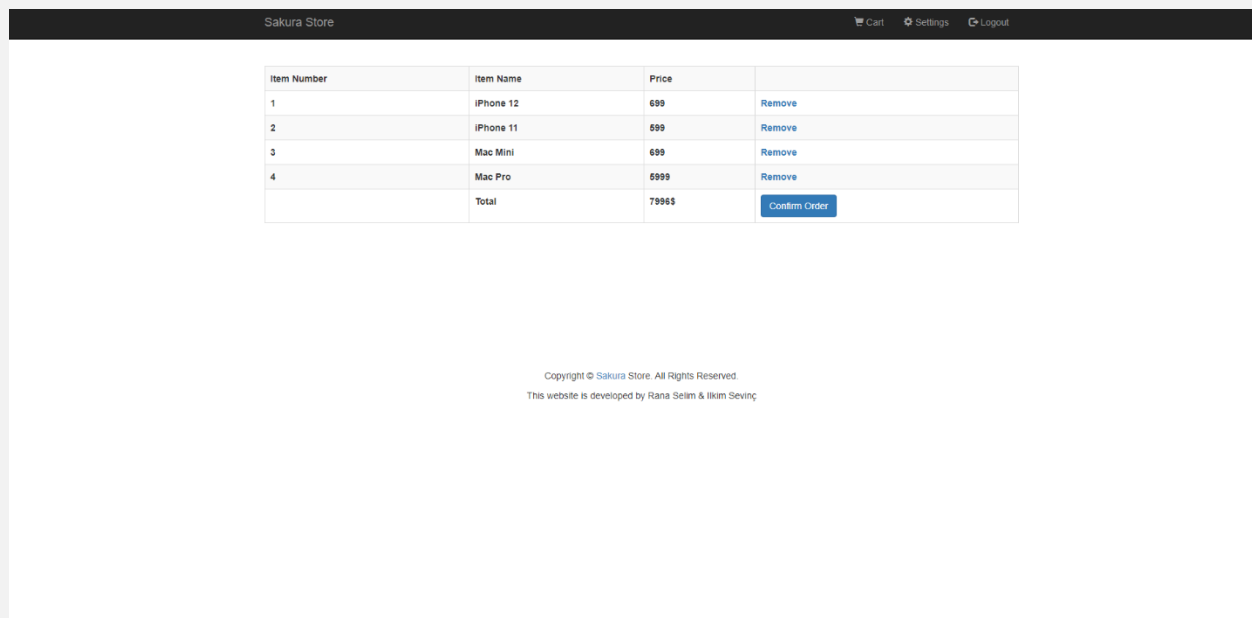 Sakura Store Cart Settings Logout
Item Number Item Name Price
1 iPhone 12 699 Remove
2 iPhone 11 599 Remove
3 Mac Mini 699 Remove
4 Mac Pro 5999 Remove
Total 7996$ Confirm Order
Copyright © Sakura Store. All Rights Reserved.
This website is developed by Rana Selim & Ilkim Sevinç